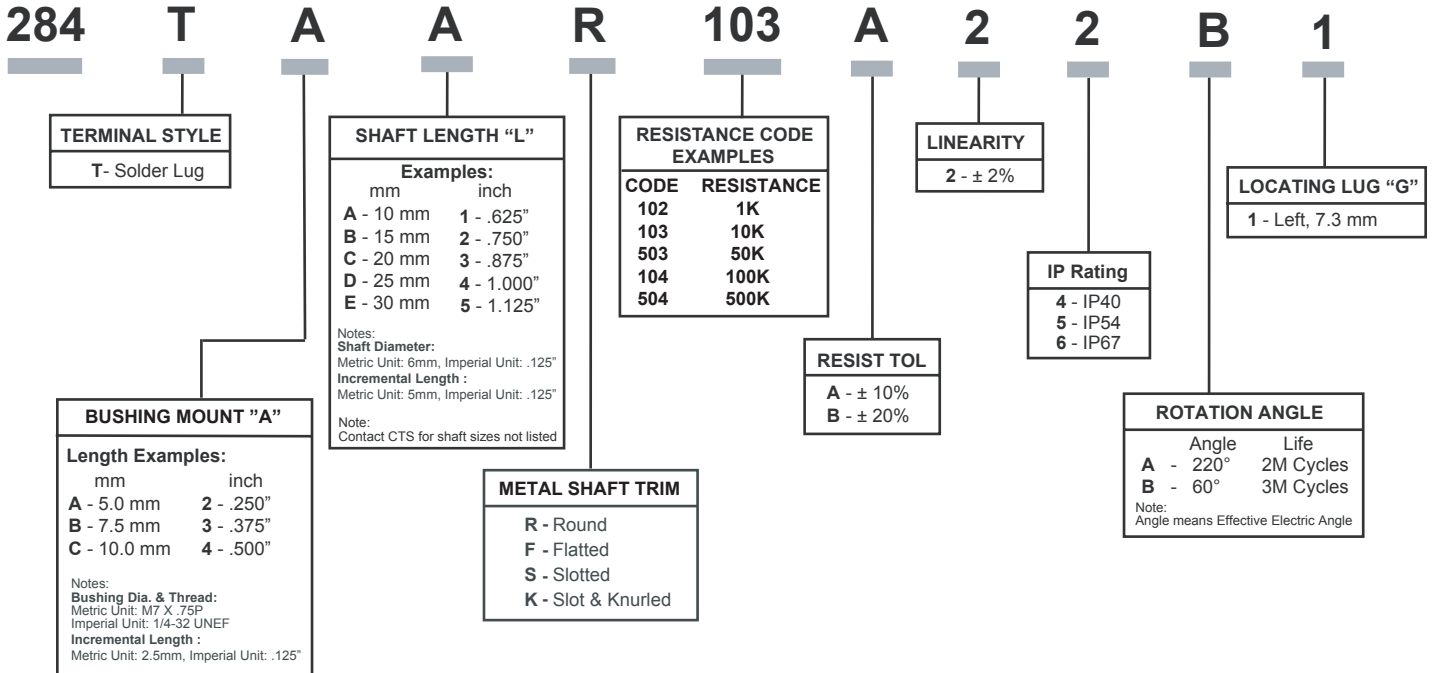 284 T A A R 103 A 2 2 B 1
TERMINAL STYLE
T- Solder Lug
BUSHING MOUNT ”A”
Length Examples:
mm inch
A - 5.0 mm 2 - .250”
B - 7.5 mm 3 - .375”
C - 10.0 mm 4 - .500”
Notes:
Bushing Dia. & Thread:
Metric Unit: M7 X .75P
Imperial Unit: 1/4-32 UNEF
Incremental Length :
Metric Unit: 2.5mm, Imperial Unit: .125”
SHAFT LENGTH “L”
Examples:
mm inch
A - 10 mm 1 - .625”
B - 15 mm 2 - .750”
C - 20 mm 3 - .875”
D - 25 mm 4 - 1.000”
E - 30 mm 5 - 1.125”
Notes:
Shaft Diameter:
Metric Unit: 6mm, Imperial Unit: .125”
Incremental Length :
Metric Unit: 5mm, Imperial Unit: .125”
Note:
Contact CTS for shaft sizes not listed
METAL SHAFT TRIM
R - Round
F - Flatted
S - Slotted
K - Slot & Knurled
RESISTANCE CODE
EXAMPLES
CODE RESISTANCE
102 1K
103 10K
503 50K
104 100K
504 500K
RESIST TOL
A - ± 10%
B - ± 20%
LINEARITY
2 - ± 2%
IP Rating
4 - IP40
5 - IP54
6 - IP67
ROTATION ANGLE
Angle Life
A - 220° 2M Cycles
B - 60° 3M Cycles
Note:
Angle means Effective Electric Angle
LOCATING LUG “G”
1 - Left, 7.3 mm